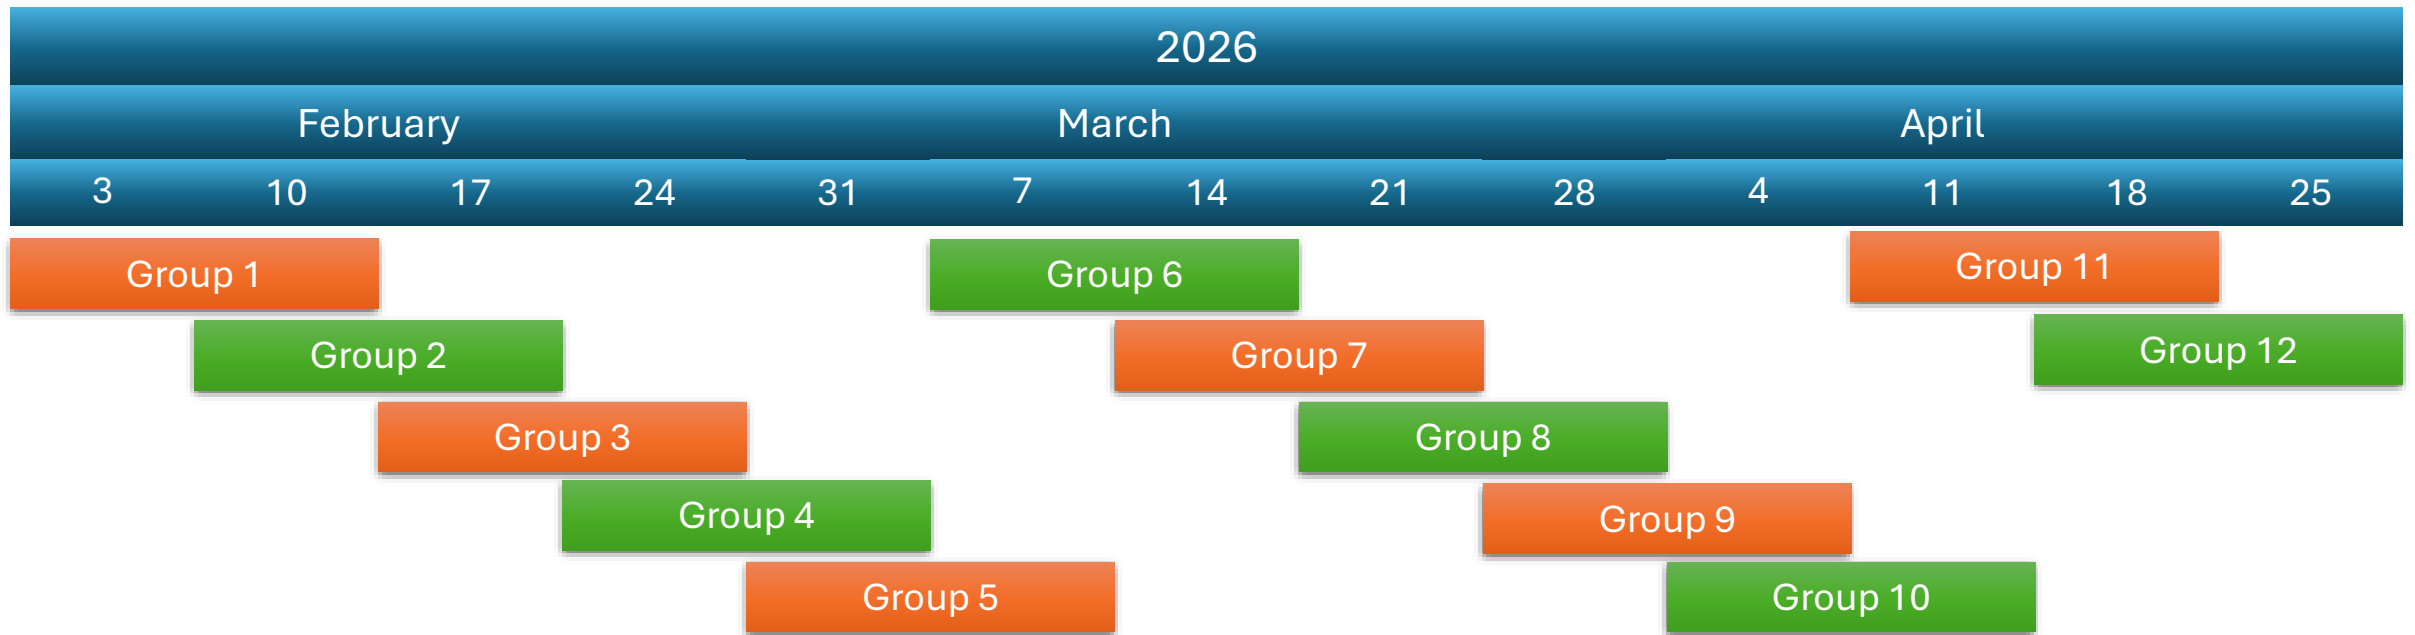 2026
February March April
3 10 17 24 31 7 14 21 28 4 11 18 25
Group 1 Group 6 Group 11
Group 2 Group 7 Group 12
Group 3 Group 8
Group 4 Group 9
Group 5 Group 10